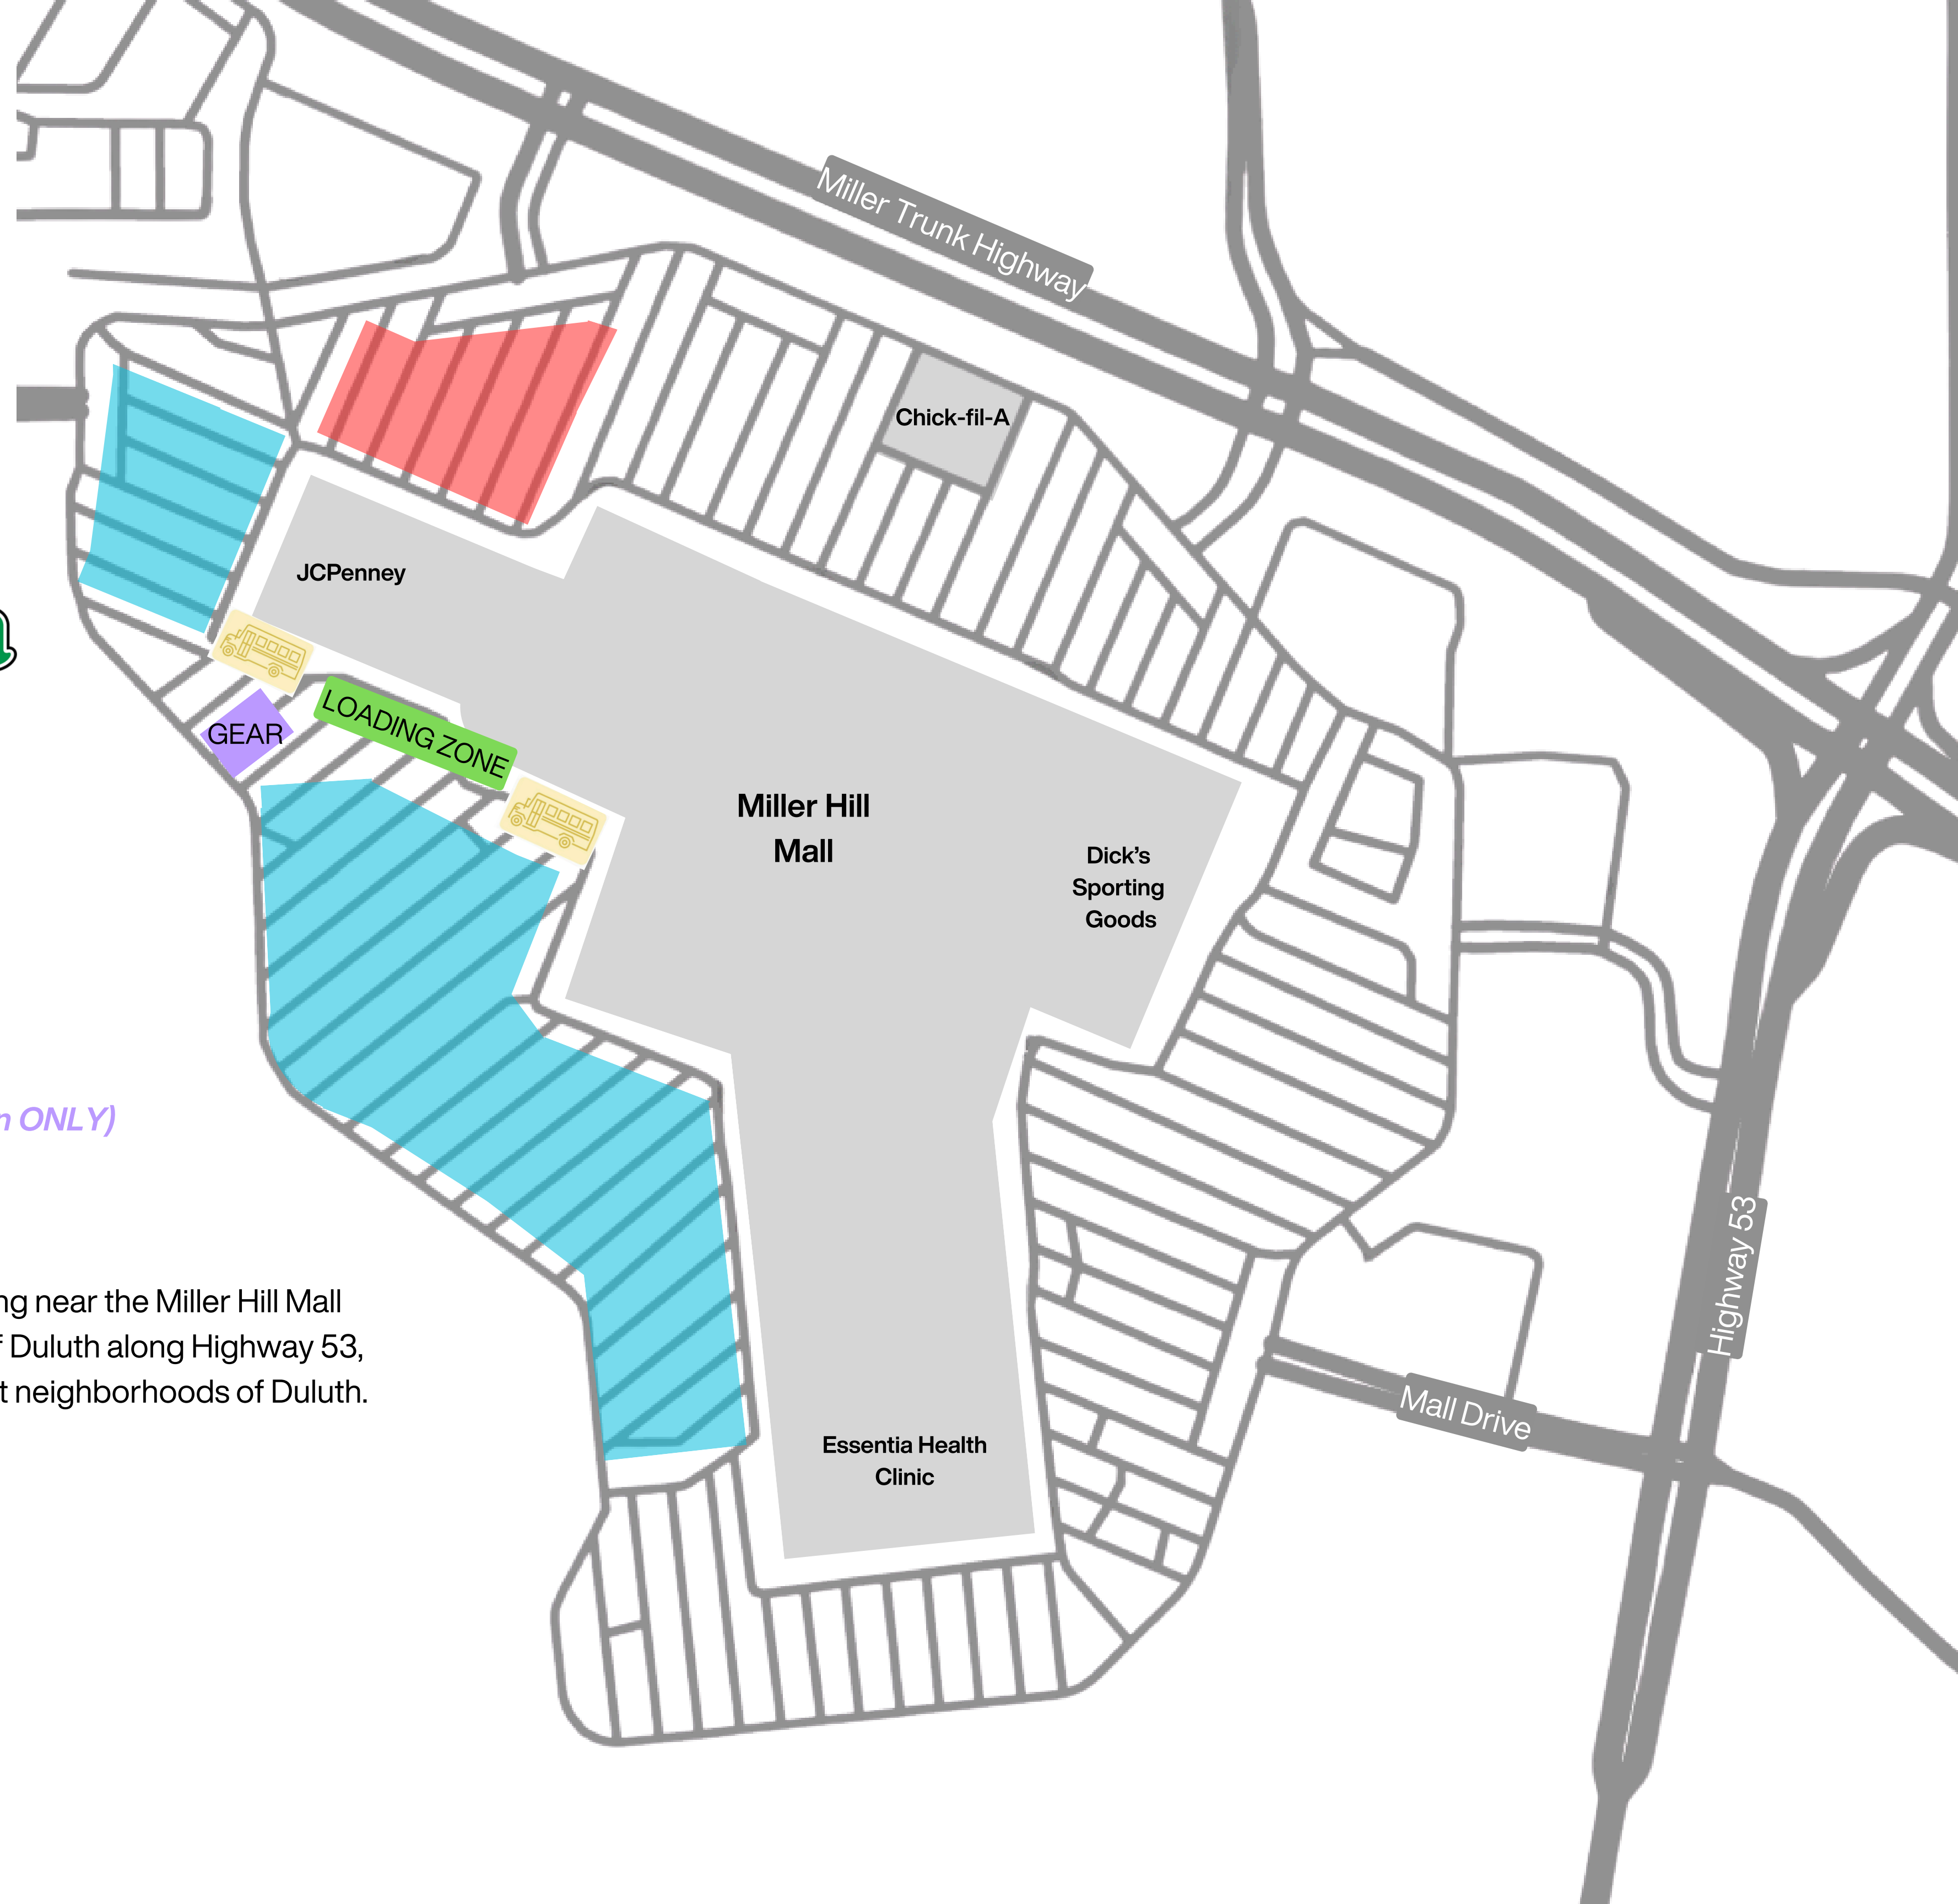 Miller Trunk Highway
Chick-fil-A
JCPenney
LOADING ZONE
GEAR
Miller Hill
Mall
Dick’s
Sporting
Goods
ONLY)
near the Miller Hill Mall
Duluth along Highway 53,
neighborhoods of Duluth.
Highway 53
Mall Drive
Essentia Health
Clinic